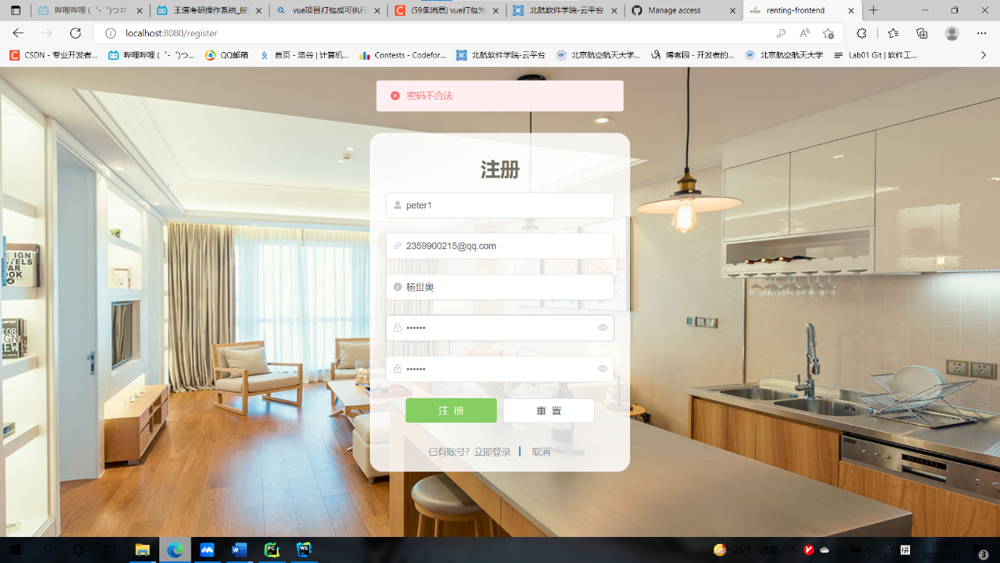 哔哩哔哩 (゜-゜)つロ
王道考研操作系统_搜
vue项目打包成可执行
(59条消息) vue打包为
北航软件学院-云平台
Manage access
renting-frontend
localhost:8080/register
CSDN - 专业开发者...
哔哩哔哩 (゜-゜)つ...
QQ邮箱
首页 - 洛谷 | 计算机...
Contests - Codefor...
北航软件学院-云平台
北京航空航天大学...
博客园 - 开发者的...
北京航空航天大学
Lab01 Git | 软件工...
密码不合法
注册
peter1
2359900215@qq.com
杨世奥
••••••
••••••
注 册
重 置
已有账号？立即登录
取消
25°C 薄雾
英
拼
3